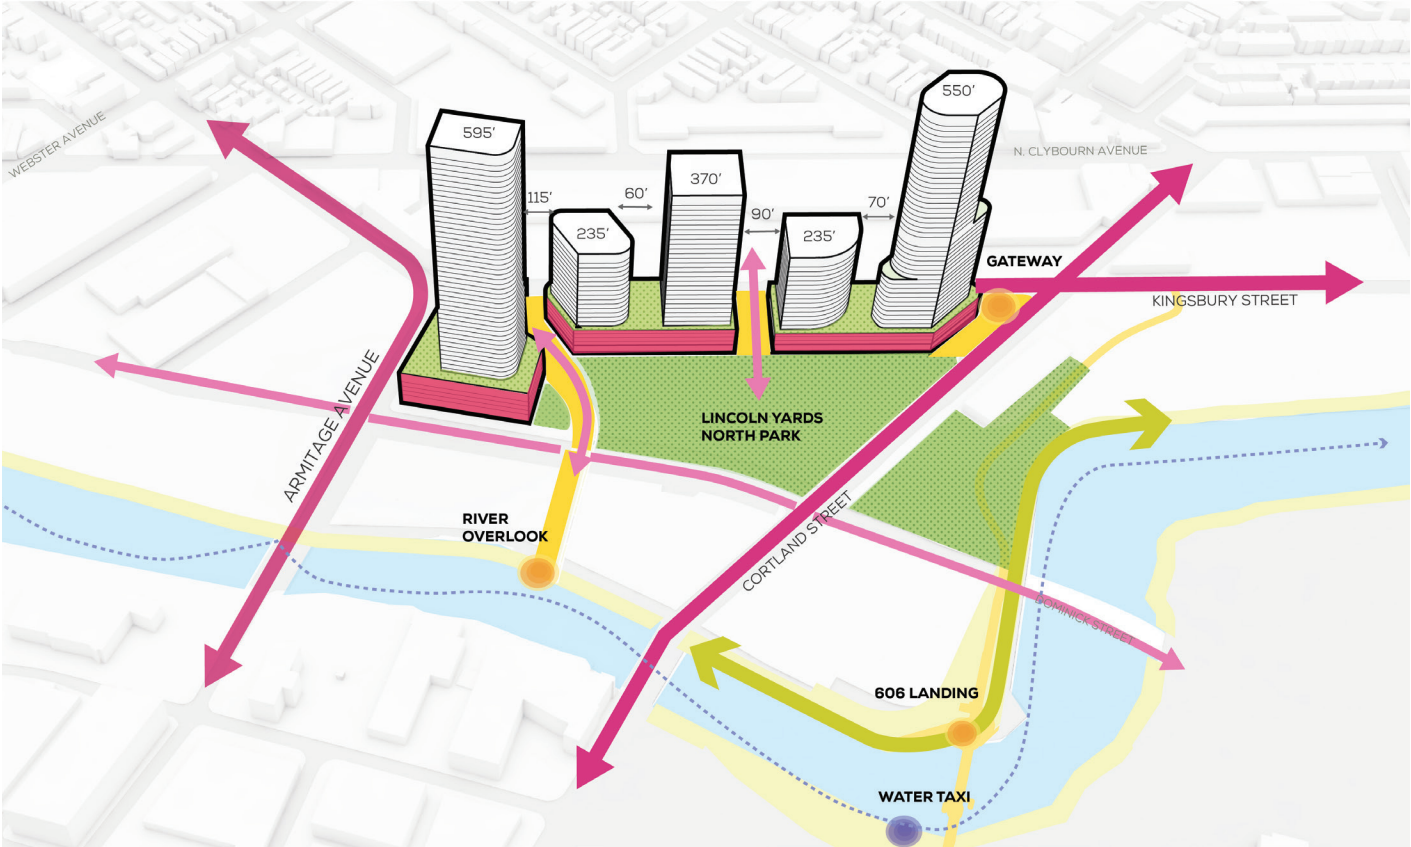 550'
WEBSTER AVENUE
595'
N. CLYBOURN AVENUE
370'
115'
60'
70'
90'
235'
235'
GATEWAY
KINGSBURY STREET
ARMITAGE AVENUE
LINCOLN YARDS
NORTH PARK
RIVER
OVERLOOK
CORTLAND STREET
DOMINICK STREET
606 LANDING
WATER TAXI